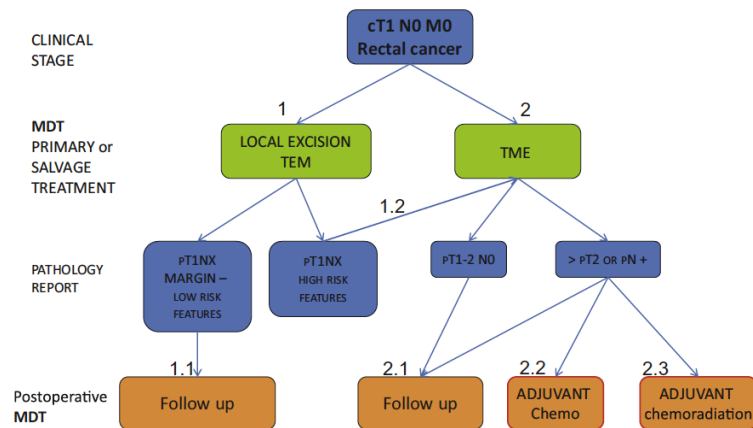 CLINICAL
STAGE
cT1 N0 M0
Rectal cancer
1
2
MDT
PRIMARY or
SALVAGE
TREATMENT
LOCAL EXCISION
TEM
TME
1.2
PATHOLOGY
REPORT
PT1NX
MARGIN –
LOW RISK
FEATURES
PT1NX
HIGH RISK
FEATURES
PT1-2 N0
> PT2 OR PN +
1.1
2.1
2.2
2.3
Postoperative
MDT
Follow up
Follow up
ADJUVANT
Chemo
ADJUVANT
chemoradiation